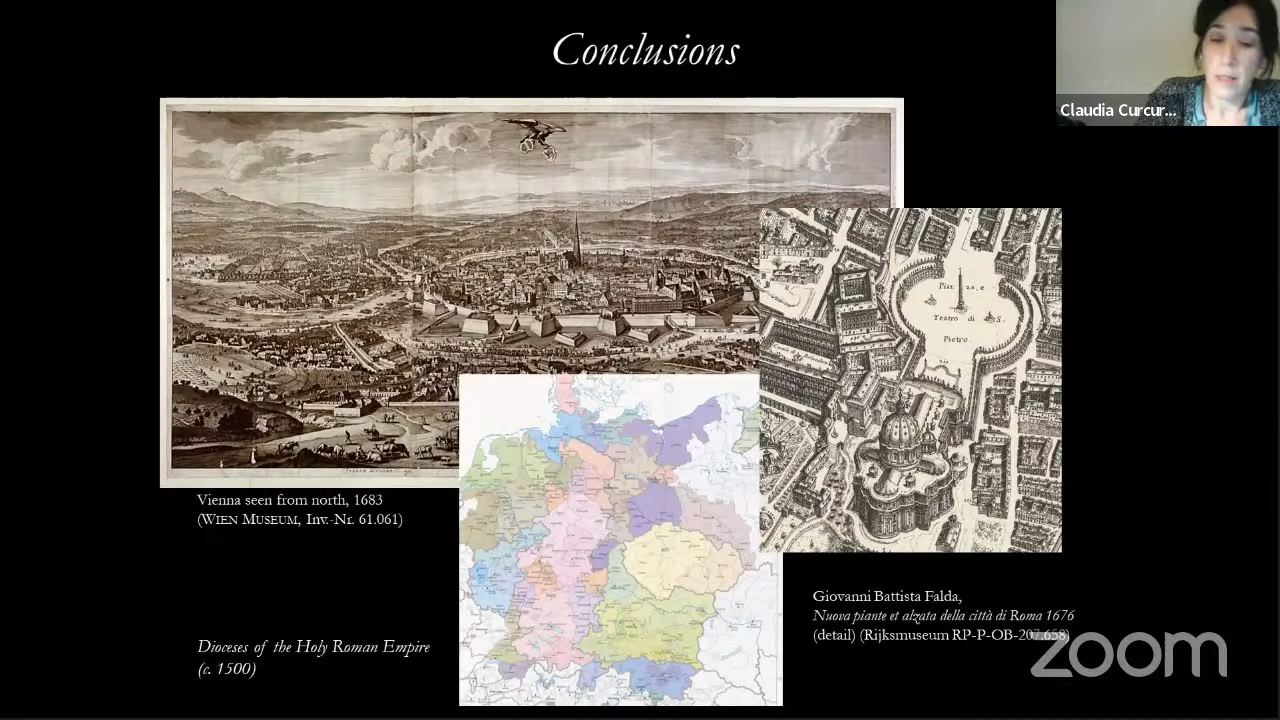 Conclusions
Claudia Curcur...
Piaz za, e
Teatro di S.
Pietro.
Vienna seen from north, 1683
(WIEN MUSEUM, Inv.-Nr. 61.061)
Giovanni Battista Falda,
Nuova piante et alzata della città di Roma 1676
(detail) (Rijksmuseum RP-P-OB-207.658)
Dioceses of the Holy Roman Empire
(c. 1500)
zoom